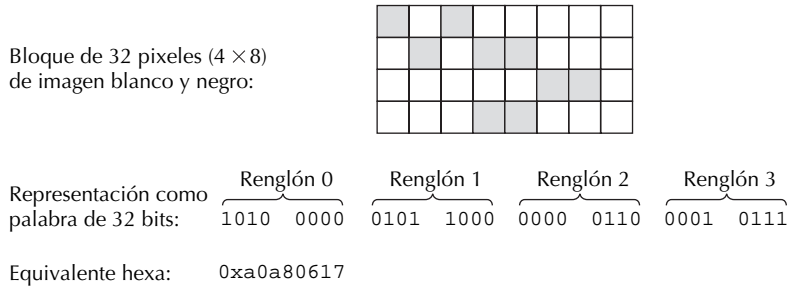 Bloque de 32 pixeles (4 × 8)
de imagen blanco y negro:
Renglón 0 Renglón 1 Renglón 2 Renglón 3
Representación como
palabra de 32 bits: 1010 0000 0101 1000 0000 0110 0001 0111
Equivalente hexa: 0xa0a80617